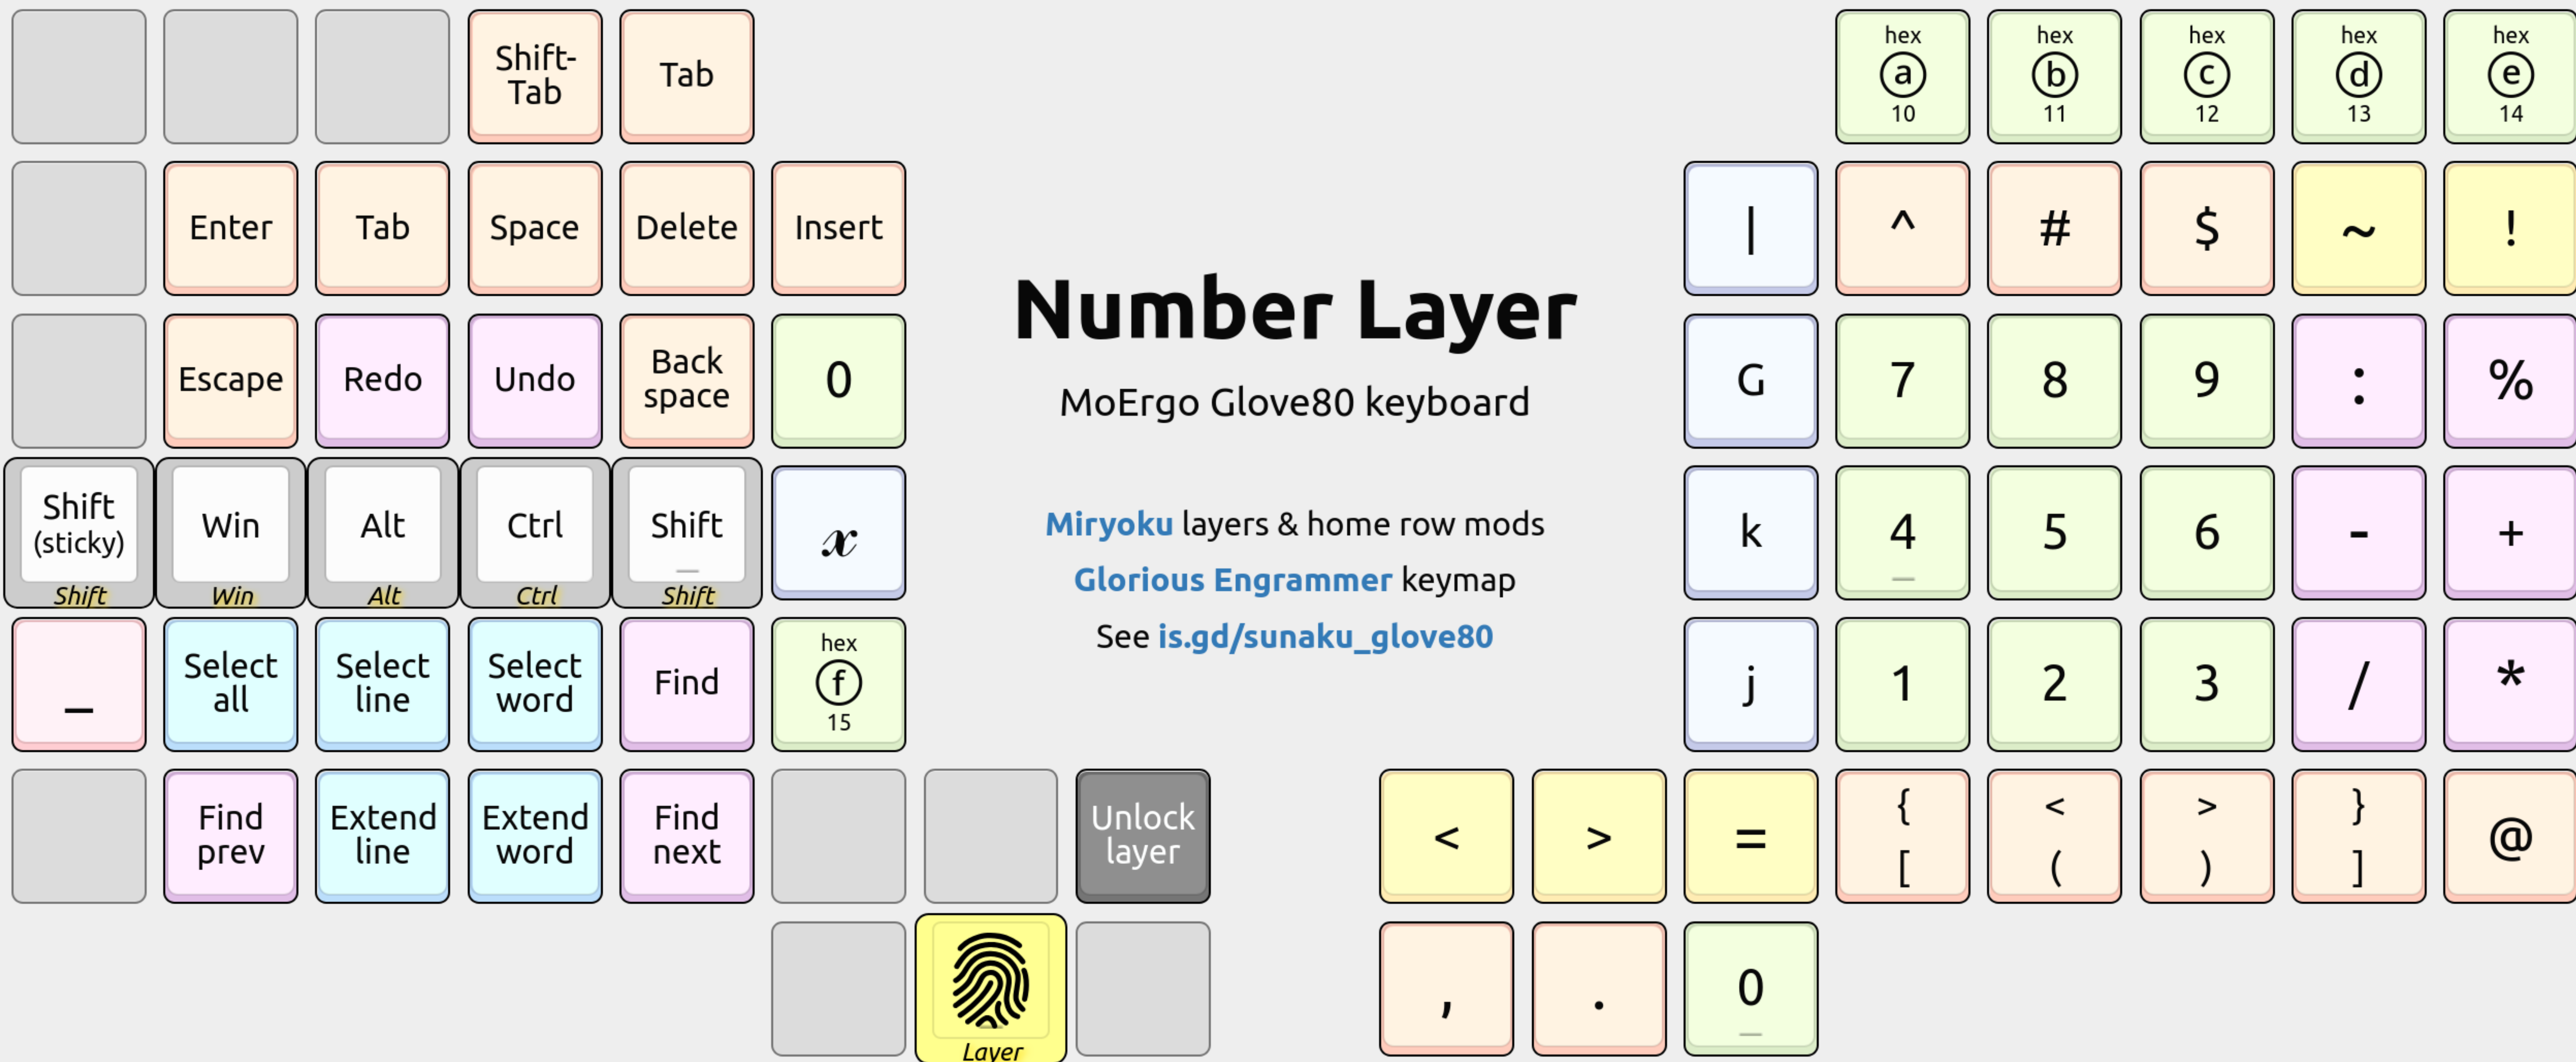 Shift-
Tab
Tab
hex
a
10
hex
b
11
hex
c
12
hex
d
13
hex
e
14
Enter
Tab
Space
Delete
Insert
|
^
#
$
~
!
Number Layer
MoErgo Glove80 keyboard
Escape
Redo
Undo
Back
space
0
G
7
8
9
:
%
Shift
(sticky)
Shift
Win
Win
Alt
Alt
Ctrl
Ctrl
Shift
_
Shift
x
Miryoku layers & home row mods
Glorious Engrammer keymap
See is.gd/sunaku_glove80
k
4
_
5
6
-
+
_
Select
all
Select
line
Select
word
Find
hex
f
15
j
1
2
3
/
*
Find
prev
Extend
line
Extend
word
Find
next
Unlock
layer
<
>
=
{
[
<
(
>
)
}
]
@
Layer
,
.
0
_